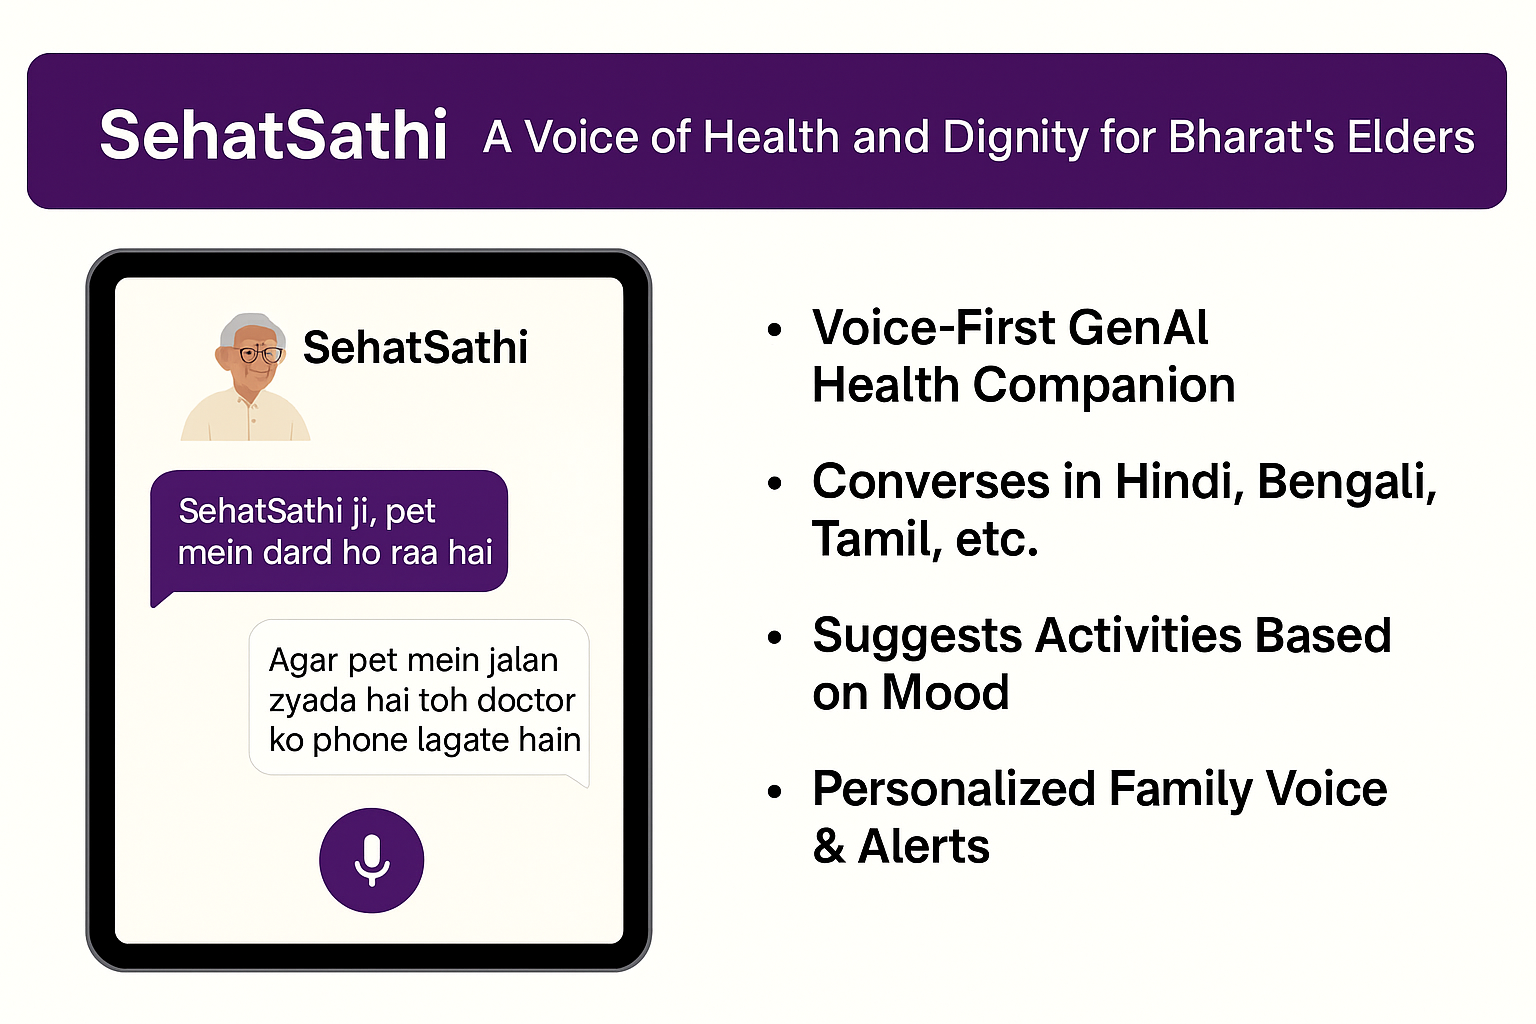 SehatSathi A Voice of Health and Dignity for Bharat's Elders
SehatSathi
SehatSathi ji, pet
mein dard ho raa hai
Agar pet mein jalan
zyada hai toh doctor
ko phone lagate hain
• Voice-First GenAI
Health Companion
• Converses in Hindi, Bengali,
Tamil, etc.
• Suggests Activities Based
on Mood
• Personalized Family Voice
& Alerts